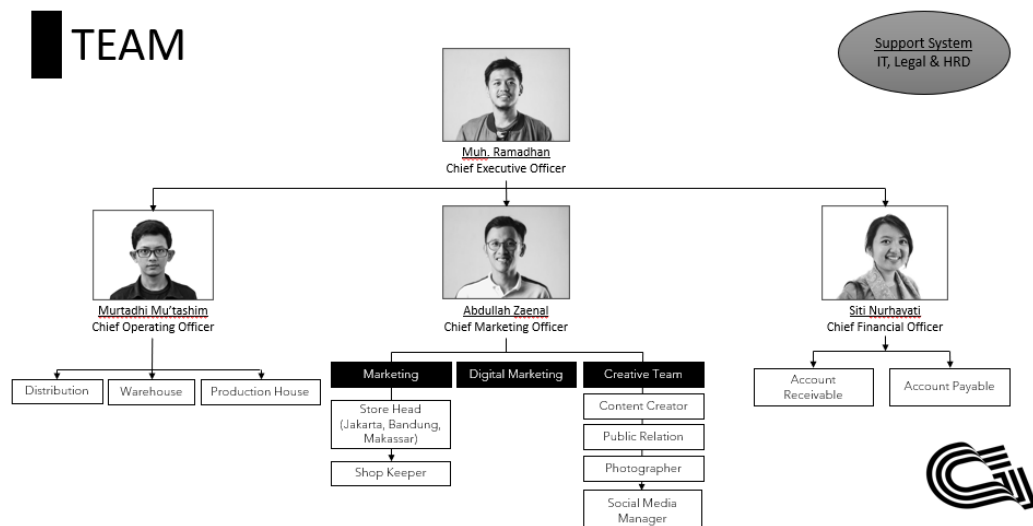 TEAM
Support System
IT, Legal & HRD
Muh. Ramadhan
Chief Executive Officer
Murtadhi Mu'tashim
Chief Operating Officer
Abdullah Zaenal
Chief Marketing Officer
Siti Nurhavati
Chief Financial Officer
Distribution
Warehouse
Production House
Marketing
Digital Marketing
Creative Team
Store Head
(Jakarta, Bandung,
Makassar)
Shop Keeper
Content Creator
Public Relation
Photographer
Social Media
Manager
Account
Receivable
Account Payable